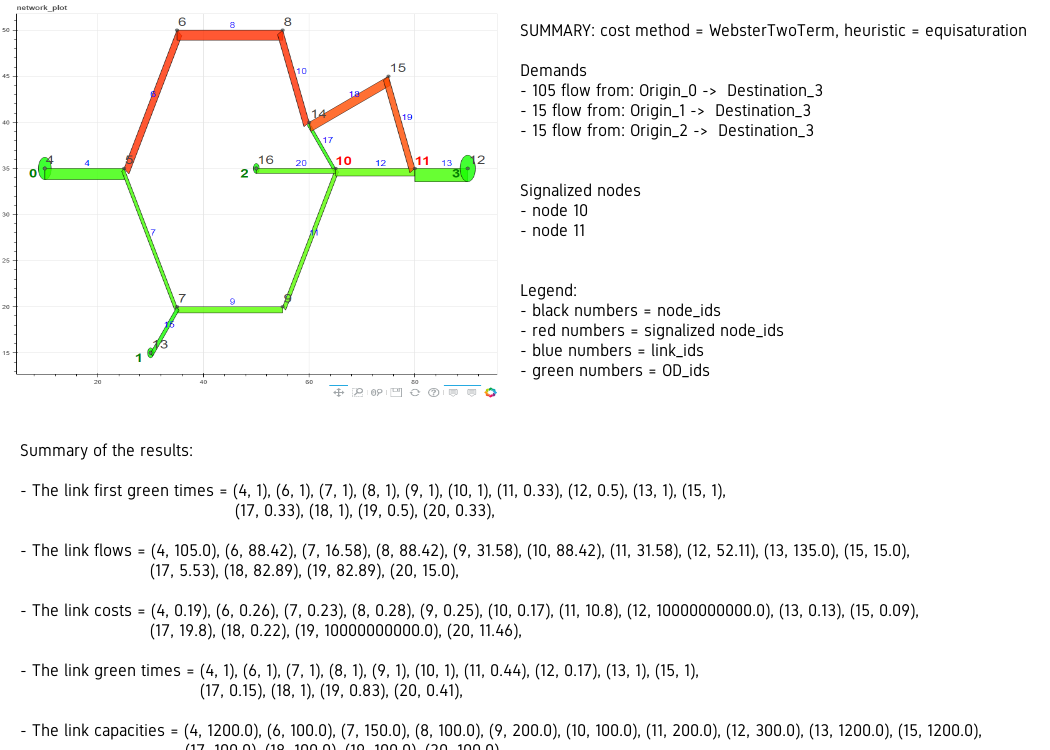 network_plot
50
45
40
35
30
25
20
15
20
40
60
80
6
8
8
6
10
15
18
14
19
17
4
4
5
0
16
2
20
10
12
11
13
12
3
7
11
7
9
9
15
13
1
SUMMARY: cost method = WebsterTwoTerm, heuristic = equisaturation
Demands
- 105 flow from: Origin_0 -> Destination_3
- 15 flow from: Origin_1 -> Destination_3
- 15 flow from: Origin_2 -> Destination_3
Signalized nodes
- node 10
- node 11
Legend:
- black numbers = node_ids
- red numbers = signalized node_ids
- blue numbers = link_ids
- green numbers = OD_ids
Summary of the results:
- The link first green times = (4, 1), (6, 1), (7, 1), (8, 1), (9, 1), (10, 1), (11, 0.33), (12, 0.5), (13, 1), (15, 1),
(17, 0.33), (18, 1), (19, 0.5), (20, 0.33),
- The link flows = (4, 105.0), (6, 88.42), (7, 16.58), (8, 88.42), (9, 31.58), (10, 88.42), (11, 31.58), (12, 52.11), (13, 135.0), (15, 15.0),
(17, 5.53), (18, 82.89), (19, 82.89), (20, 15.0),
- The link costs = (4, 0.19), (6, 0.26), (7, 0.23), (8, 0.28), (9, 0.25), (10, 0.17), (11, 10.8), (12, 10000000000.0), (13, 0.13), (15, 0.09),
(17, 19.8), (18, 0.22), (19, 10000000000.0), (20, 11.46),
- The link green times = (4, 1), (6, 1), (7, 1), (8, 1), (9, 1), (10, 1), (11, 0.44), (12, 0.17), (13, 1), (15, 1),
(17, 0.15), (18, 1), (19, 0.83), (20, 0.41),
- The link capacities = (4, 1200.0), (6, 100.0), (7, 150.0), (8, 100.0), (9, 200.0), (10, 100.0), (11, 200.0), (12, 300.0), (13, 1200.0), (15, 1200.0),
(17, 100.0), (18, 100.0), (19, 100.0), (20, 100.0)